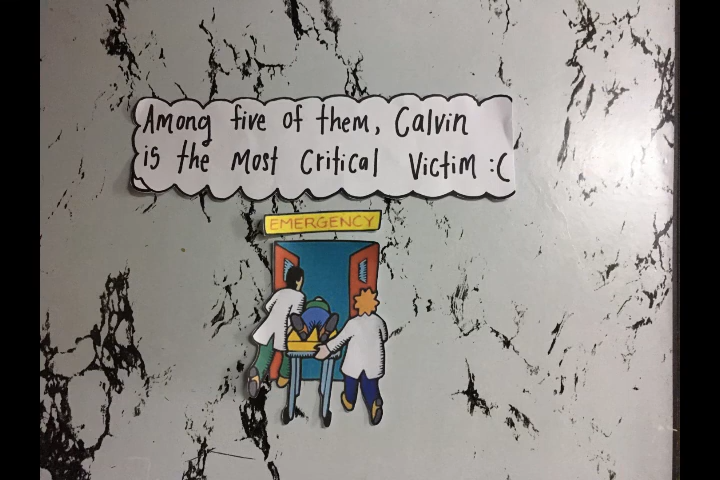 Among five of them, Calvin
is the Most Critical Victim :(
EMERGENCY